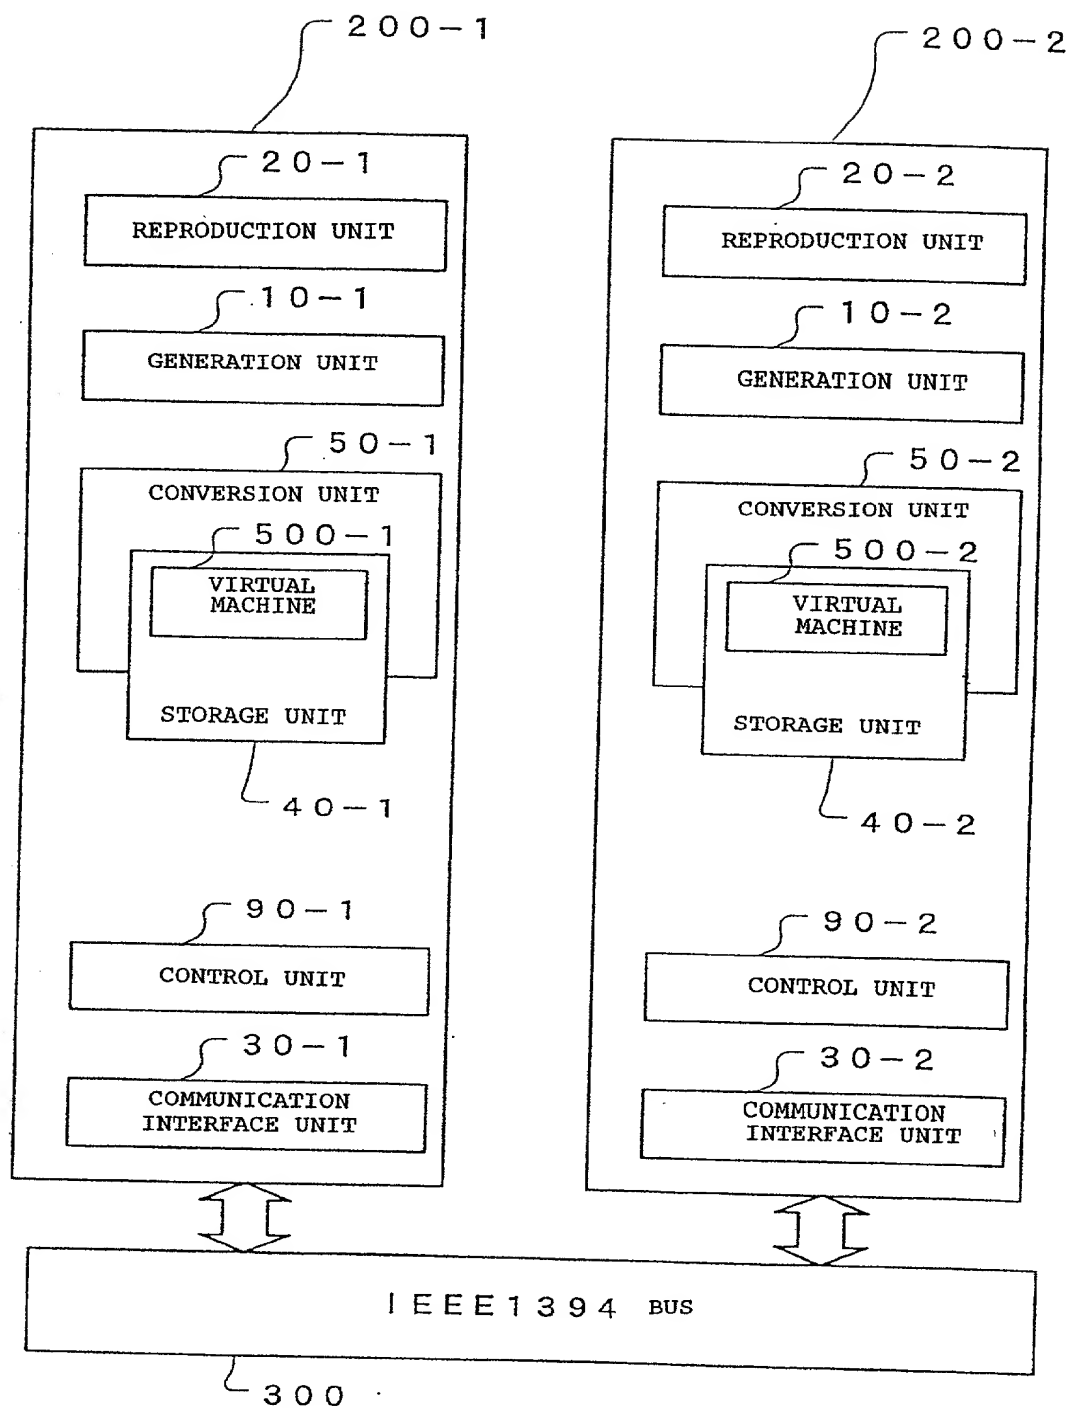 200-1
20-1
REPRODUCTION UNIT
10-1
GENERATION UNIT
50-1
CONVERSION UNIT
500-1
VIRTUAL
MACHINE
STORAGE UNIT
40-1
90-1
CONTROL UNIT
30-1
COMMUNICATION
INTERFACE UNIT
200-2
20-2
REPRODUCTION UNIT
10-2
GENERATION UNIT
50-2
CONVERSION UNIT
500-2
VIRTUAL
MACHINE
STORAGE UNIT
40-2
90-2
CONTROL UNIT
30-2
COMMUNICATION
INTERFACE UNIT
IEEE1394 BUS
300